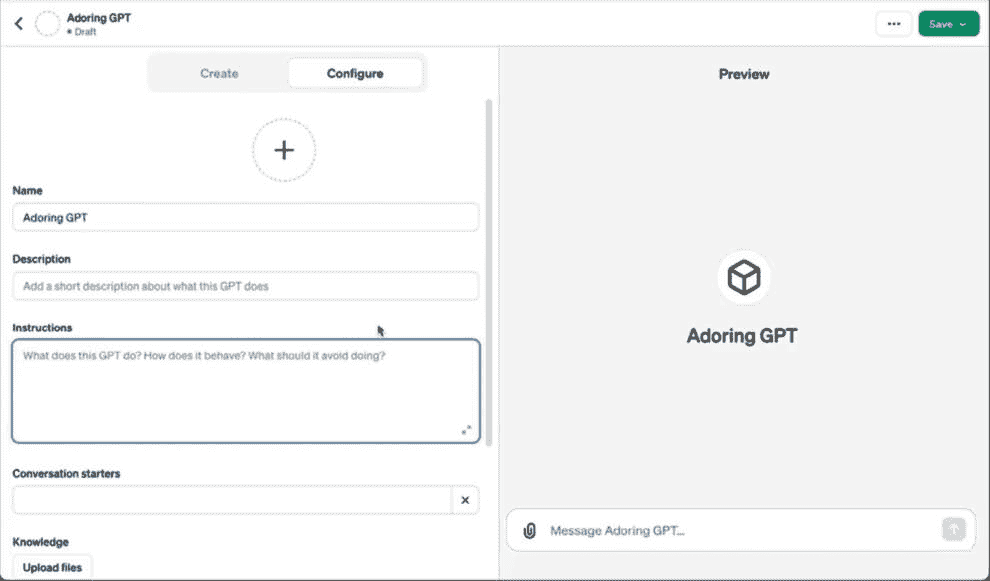 Adoring GPT
Draft
Save
Create
Configure
Preview
Name
Adoring GPT
Description
Add a short description about what this GPT does
Instructions
What does this GPT do? How does it behave? What should it avoid doing?
Adoring GPT
Conversation starters
Message Adoring GPT...
Knowledge
Upload files